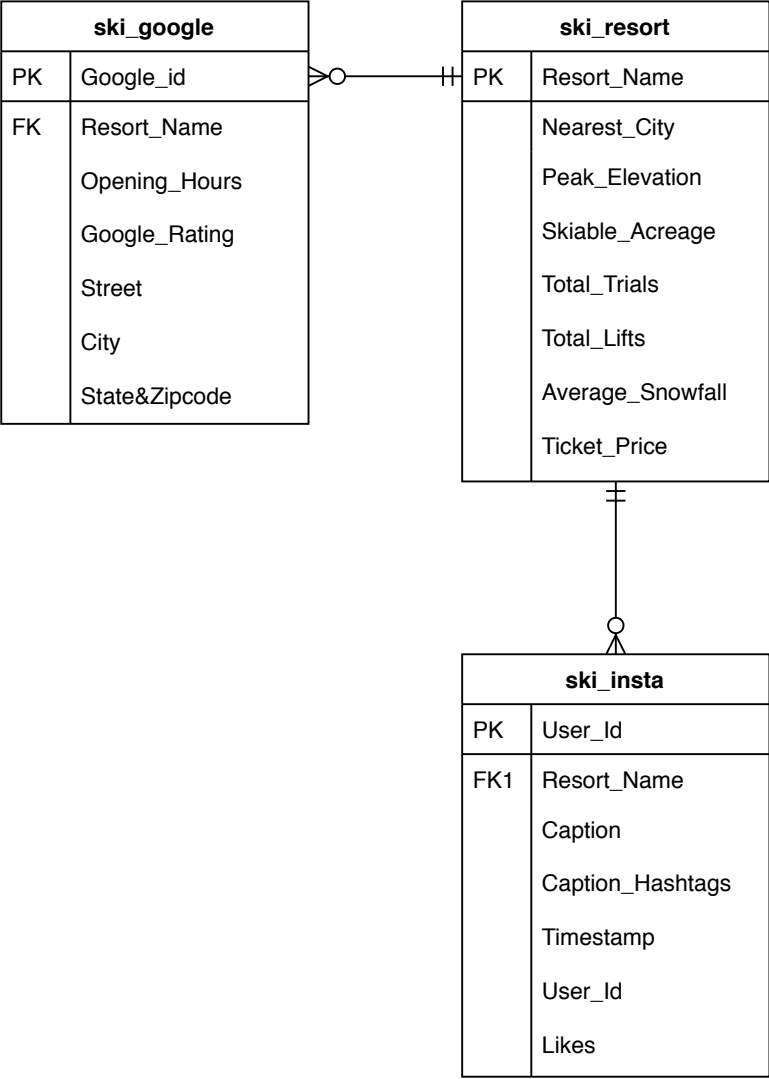 ski_google
PK Google_id
FK Resort_Name
Opening_Hours
Google_Rating
Street
City
State&Zipcode
ski_resort
PK Resort_Name
Nearest_City
Peak_Elevation
Skiable_Acreage
Total_Trials
Total_Lifts
Average_Snowfall
Ticket_Price
ski_insta
PK User_Id
FK1 Resort_Name
Caption
Caption_Hashtags
Timestamp
User_Id
Likes